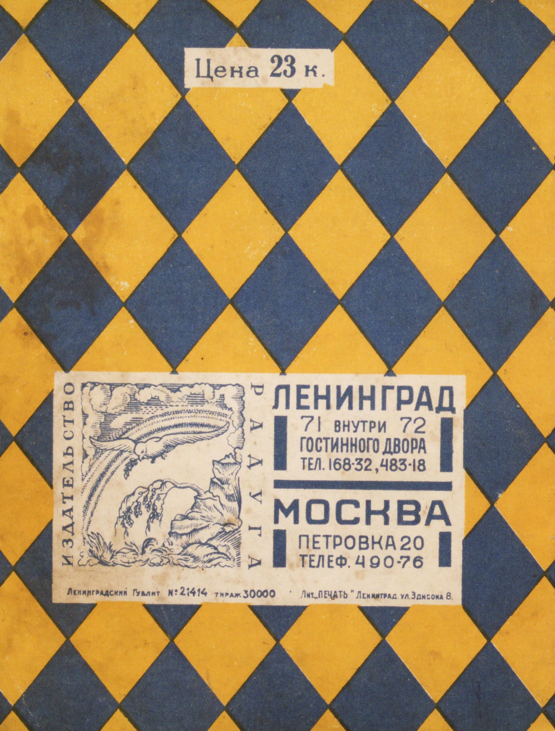 Цена 23 к.
ИЗДАТЕЛЬСТВО
РАДУГА
ЛЕНИНГРАД
71 ВНУТРИ 72
ГОСТИННОГО ДВОРА
ТЕЛ. 168-32, 483-18
МОСКВА
ПЕТРОВКА 20
ТЕЛЕФ. 490-76
Ленинградский Гублит № 21414 тираж 30000
Лит. „ПЕЧАТЬ" Ленинград. ул. Эдисона 8.